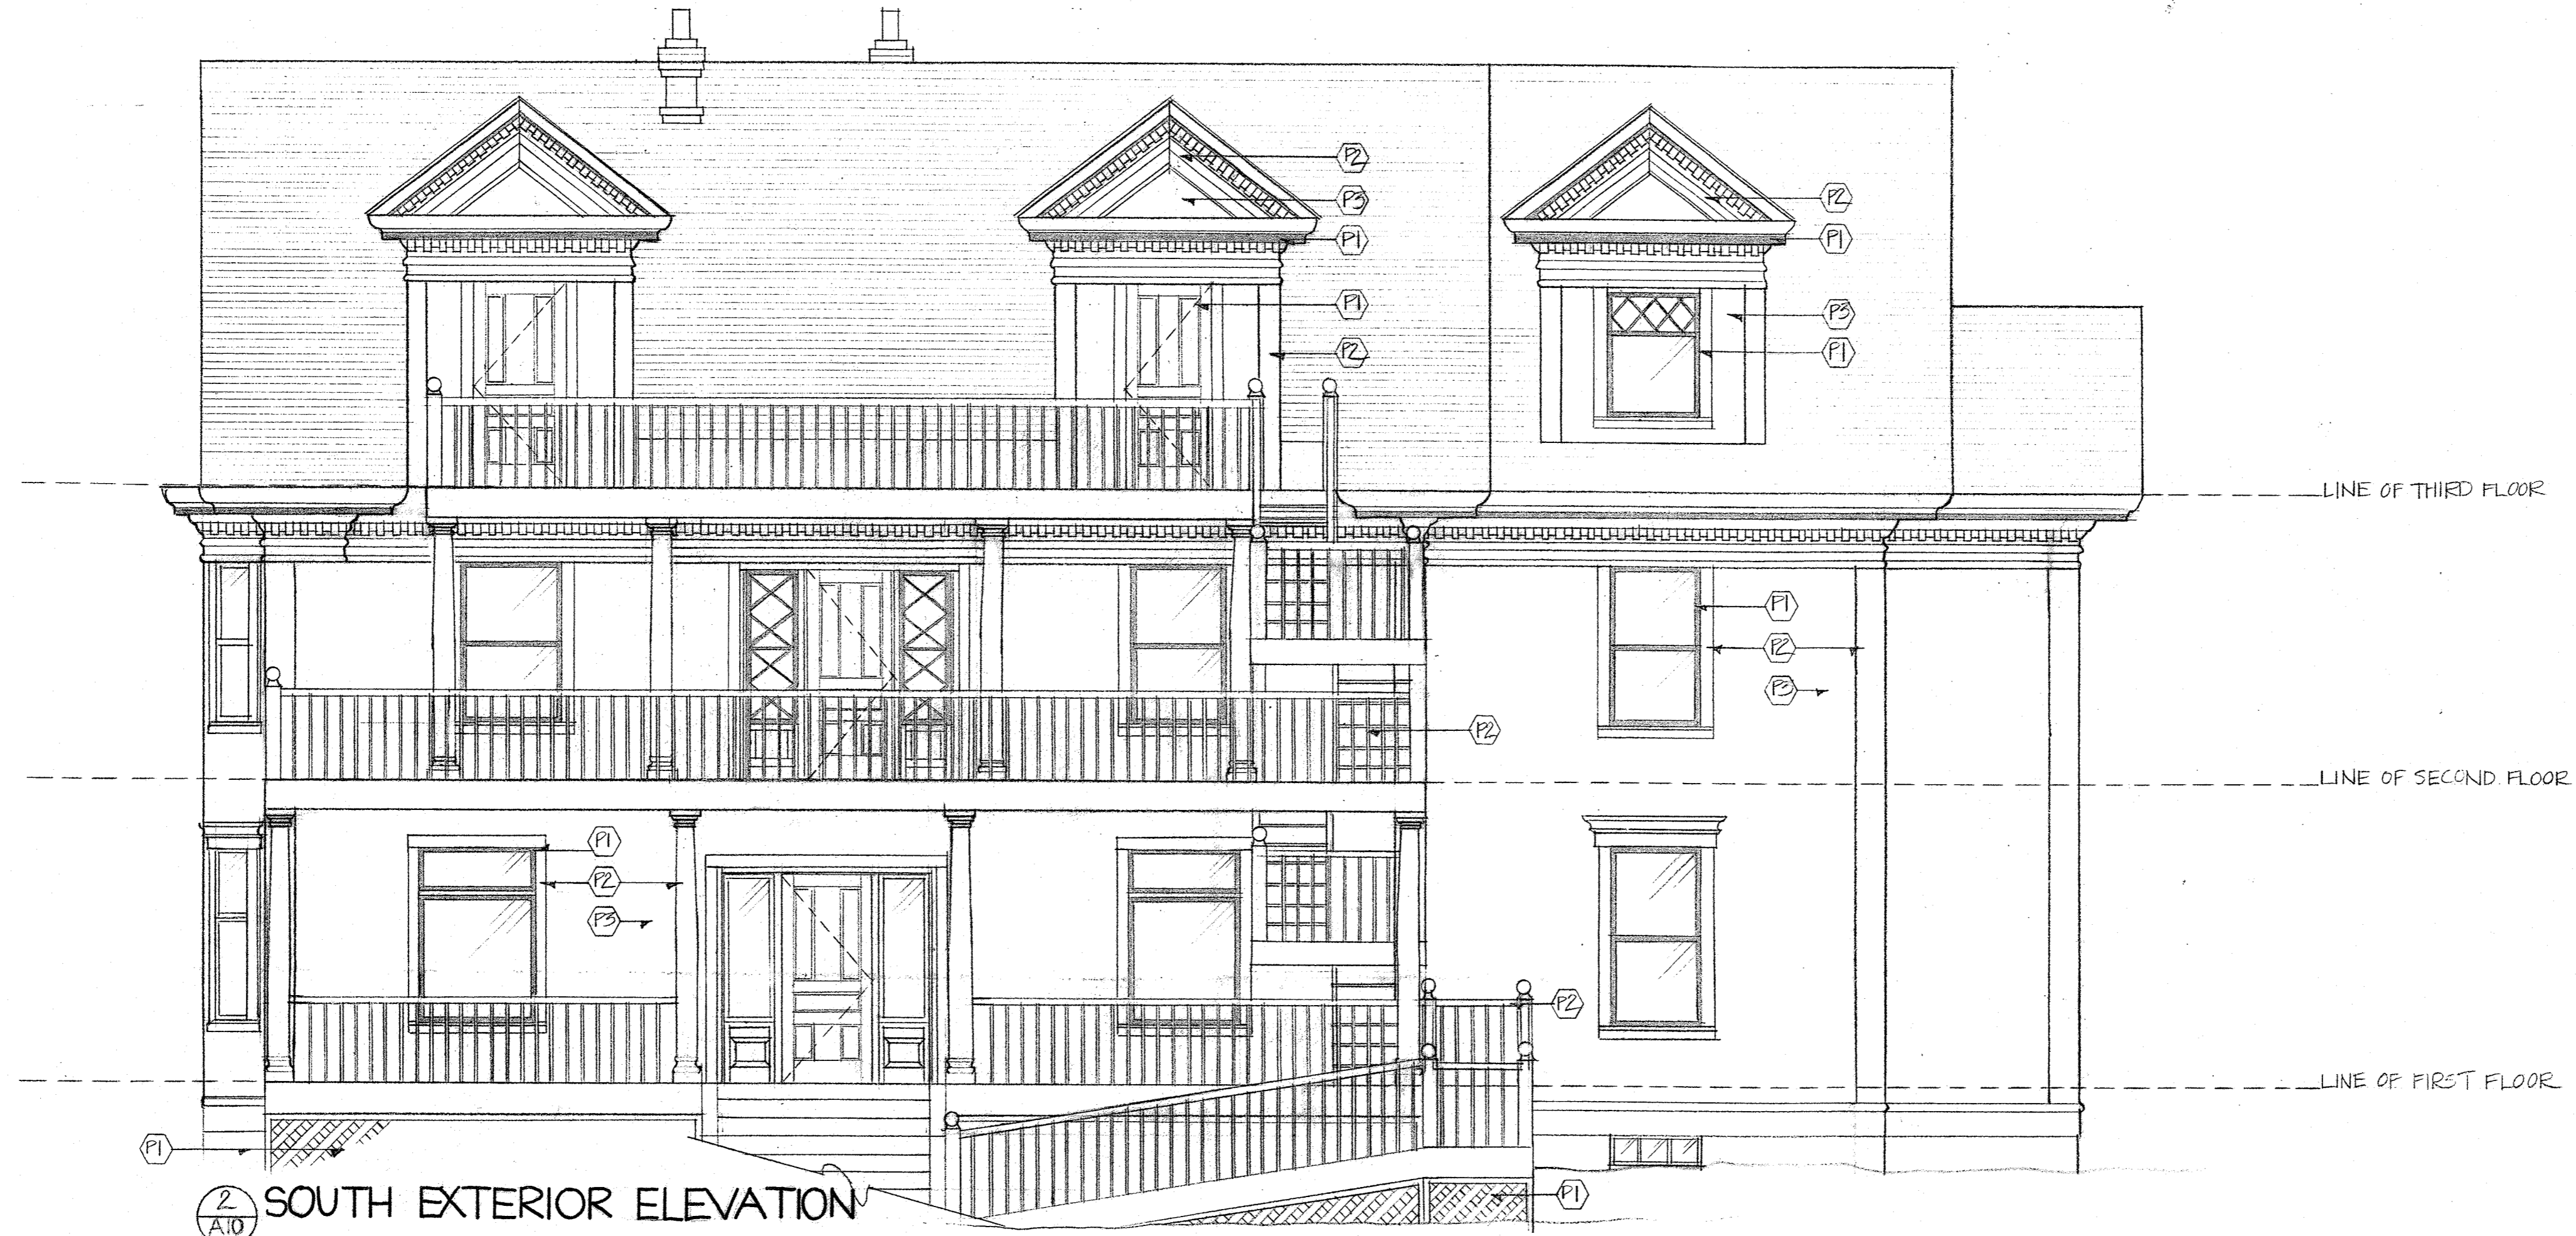 P2
P3
P1
P2
P1
P1
P3
P2
P1
LINE OF THIRD FLOOR
P1
P2
P3
P2
LINE OF SECOND FLOOR
P1
P2
P3
P2
LINE OF FIRST FLOOR
P1
P1
2
A10
SOUTH EXTERIOR ELEVATION